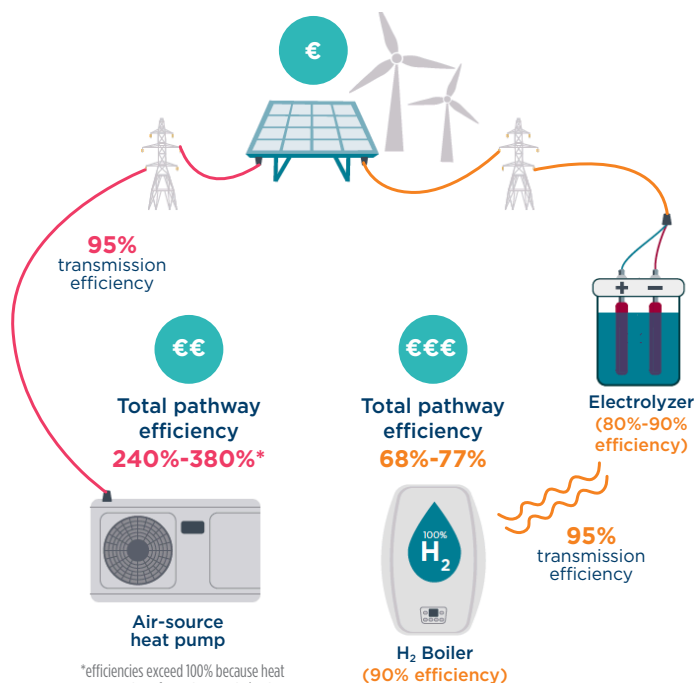 €
95%
transmission
efficiency
€€
Total pathway
efficiency
240%-380%*
€€€
Total pathway
efficiency
68%-77%
+ −
Electrolyzer
(80%-90%
efficiency)
95%
transmission
efficiency
100%
H₂
Air-source
heat pump
*efficiencies exceed 100% because heat
H₂ Boiler
(90% efficiency)